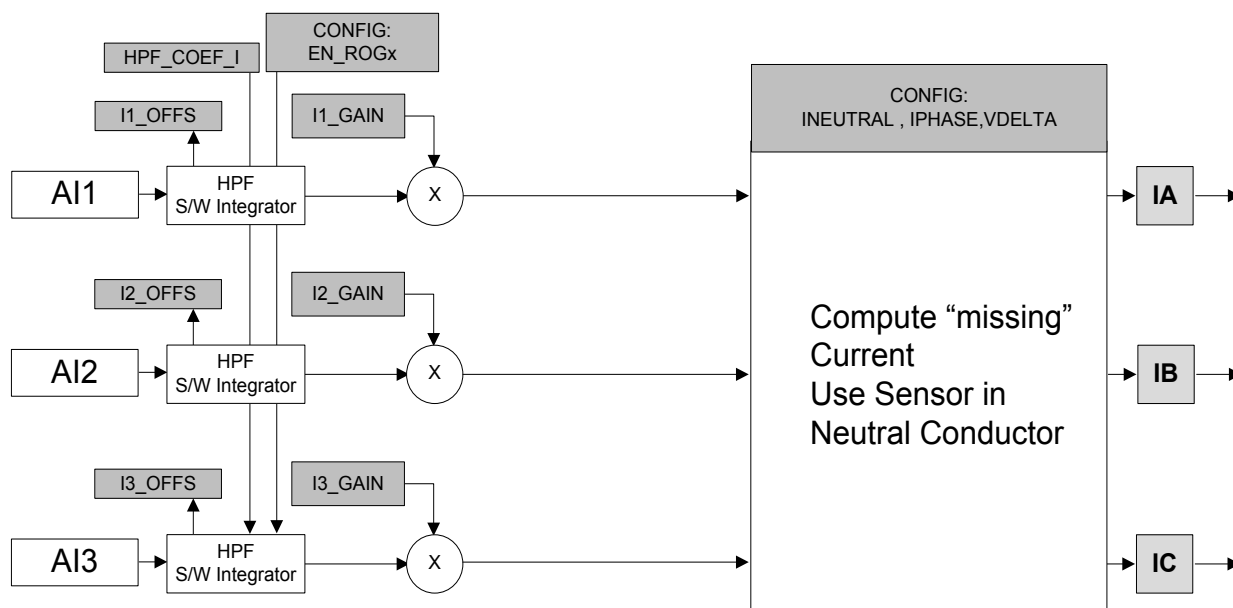 HPF_COEF_I
CONFIG:
EN_ROGx
I1_OFFS
I1_GAIN
CONFIG:
INEUTRAL , IPHASE,VDELTA
AI1
HPF
S/W Integrator
X
IA
I2_OFFS
I2_GAIN
AI2
HPF
S/W Integrator
X
Compute “missing”
Current
Use Sensor in
Neutral Conductor
IB
I3_OFFS
I3_GAIN
AI3
HPF
S/W Integrator
X
IC